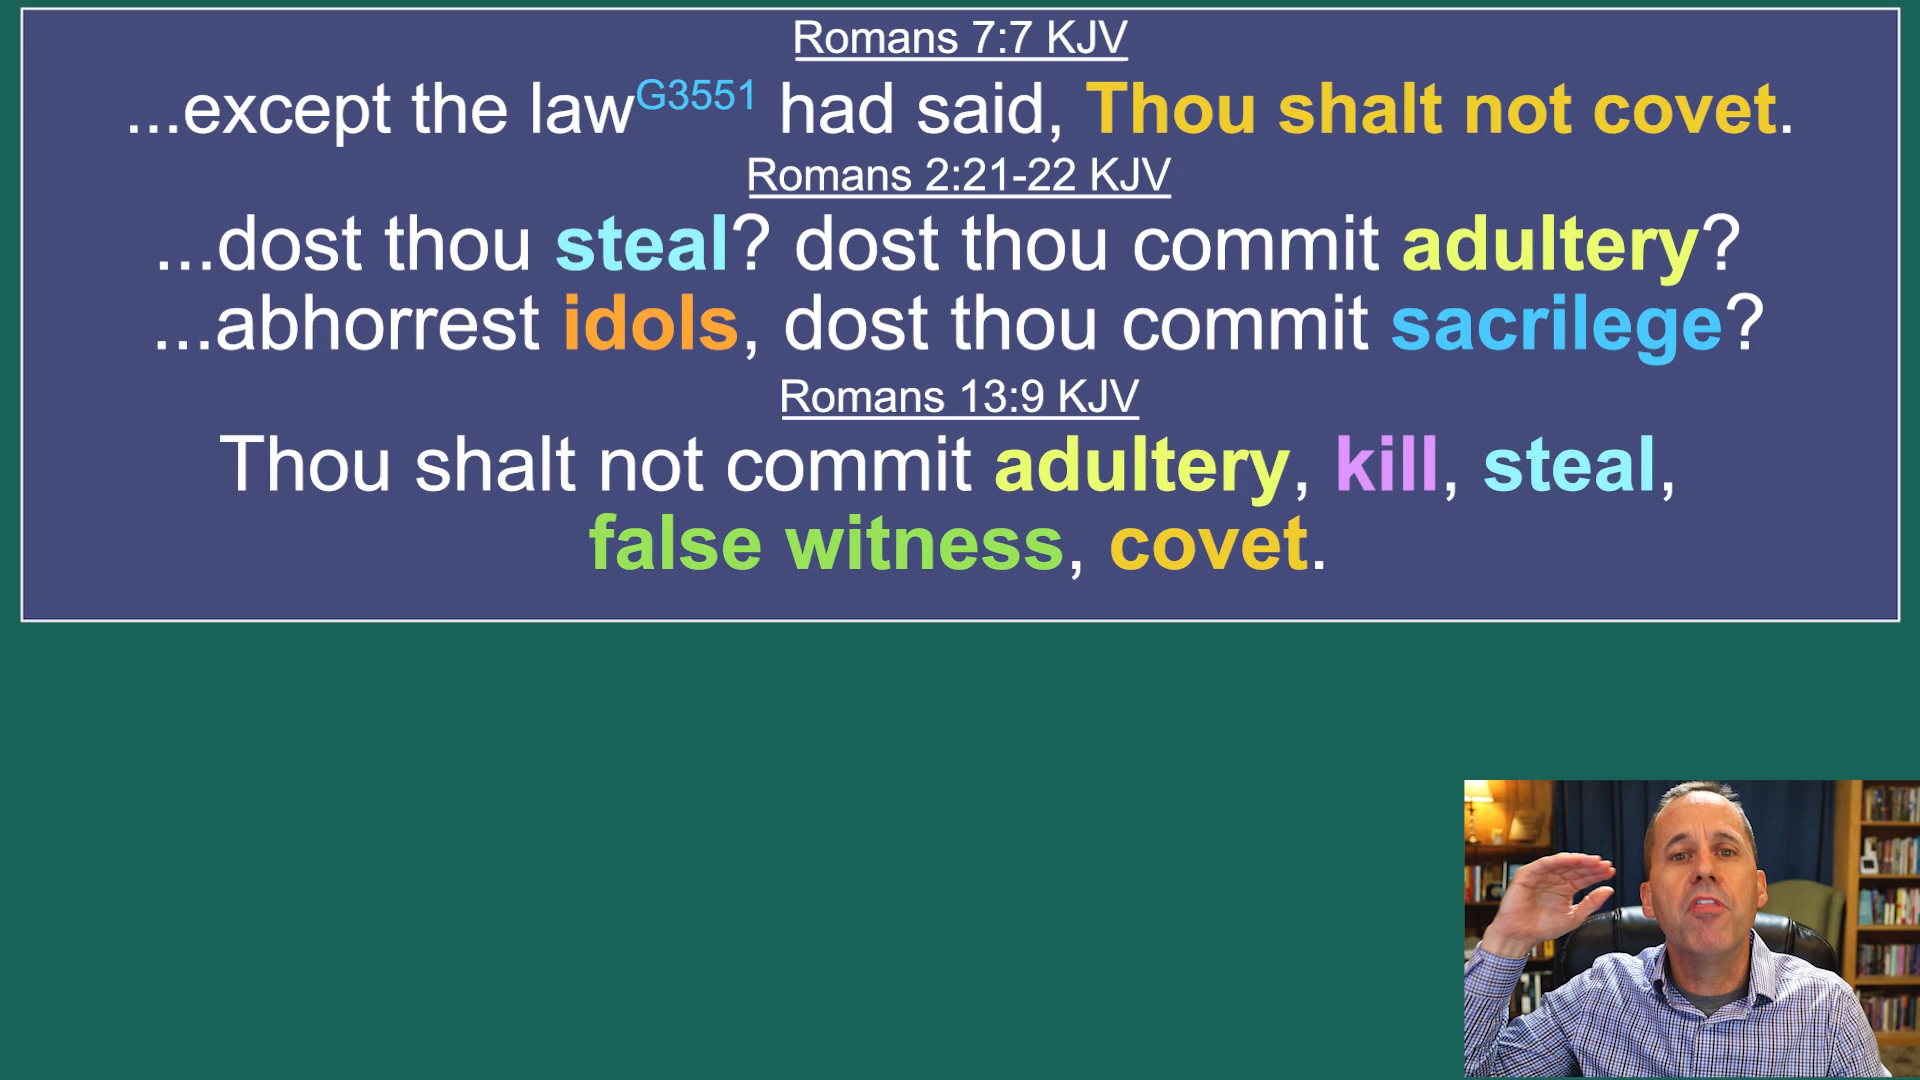 Romans 7:7 KJV
...except the lawG3551 had said, Thou shalt not covet.
Romans 2:21-22 KJV
...dost thou steal? dost thou commit adultery?
...abhorrest idols, dost thou commit sacrilege?
Romans 13:9 KJV
Thou shalt not commit adultery, kill, steal,
false witness, covet.